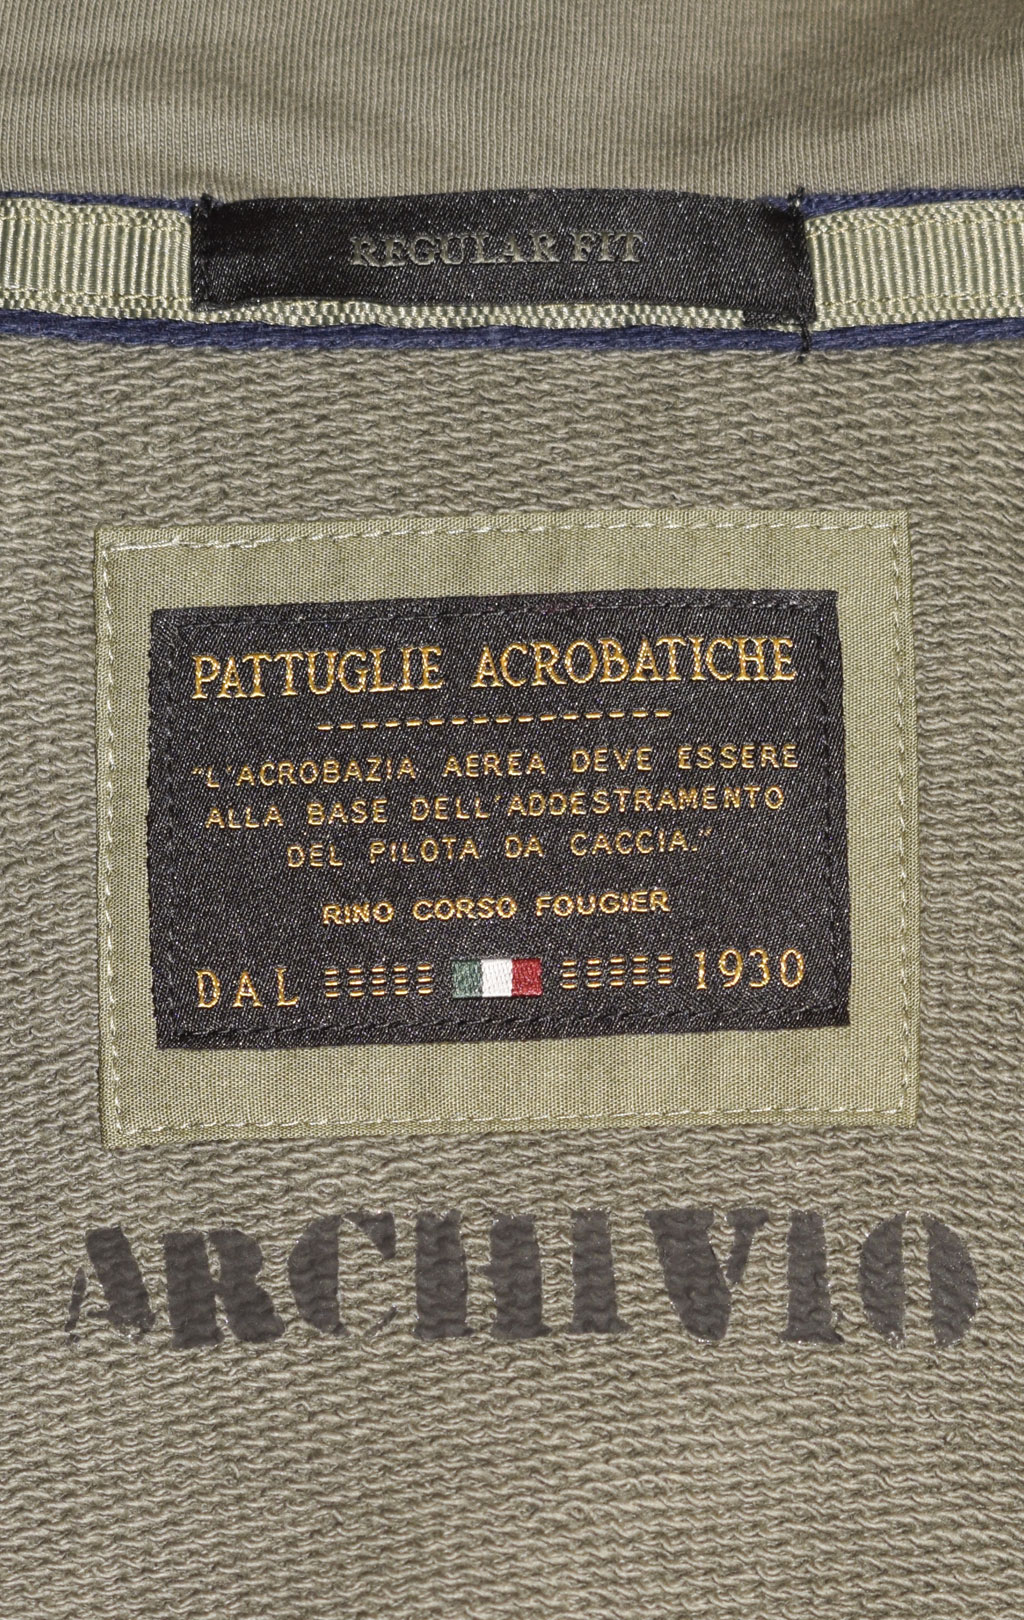 REGULAR FIT
PATTUGLIE ACROBATICHE
"L'ACROBAZIA AEREA DEVE ESSERE
ALLA BASE DELL'ADDESTRAMENTO
DEL PILOTA DA CACCIA."
RINO CORSO FOUGIER
DAL 1930
ARCHIVIO